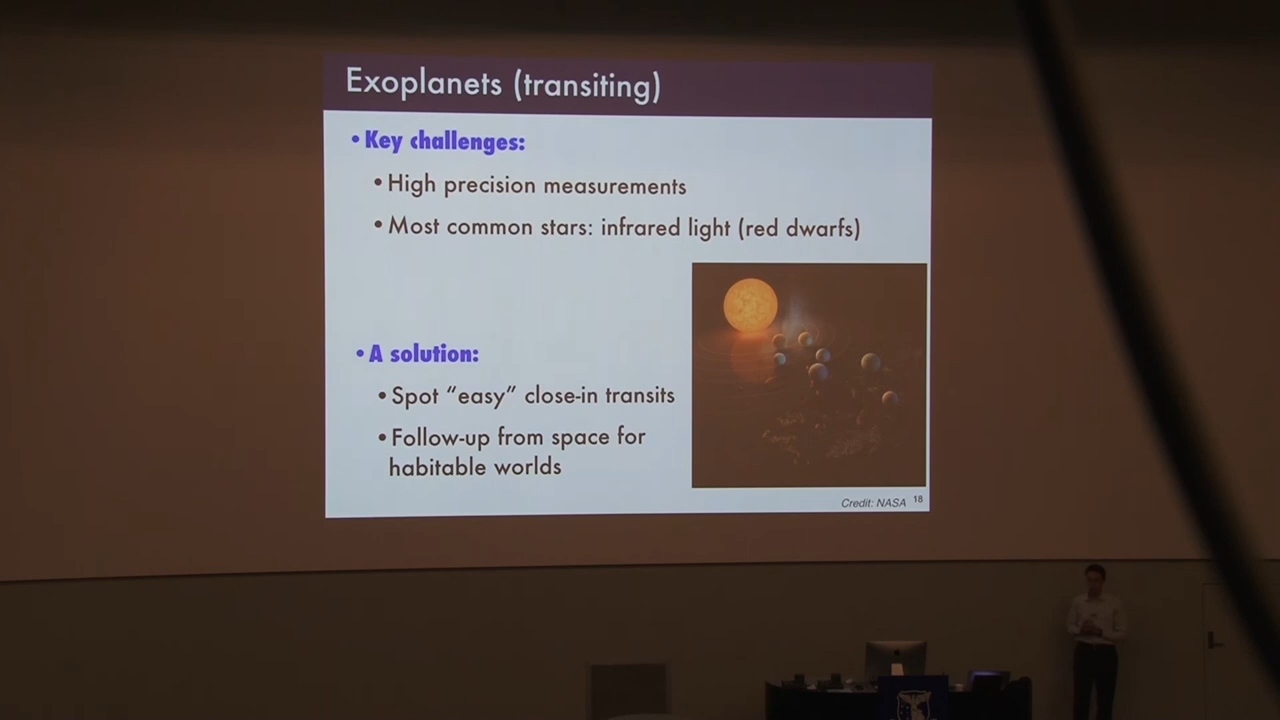 Exoplanets (transiting)
• Key challenges:
• High precision measurements
• Most common stars: infrared light (red dwarfs)
• A solution:
• Spot “easy” close-in transits
• Follow-up from space for
habitable worlds
Credit: NASA 18